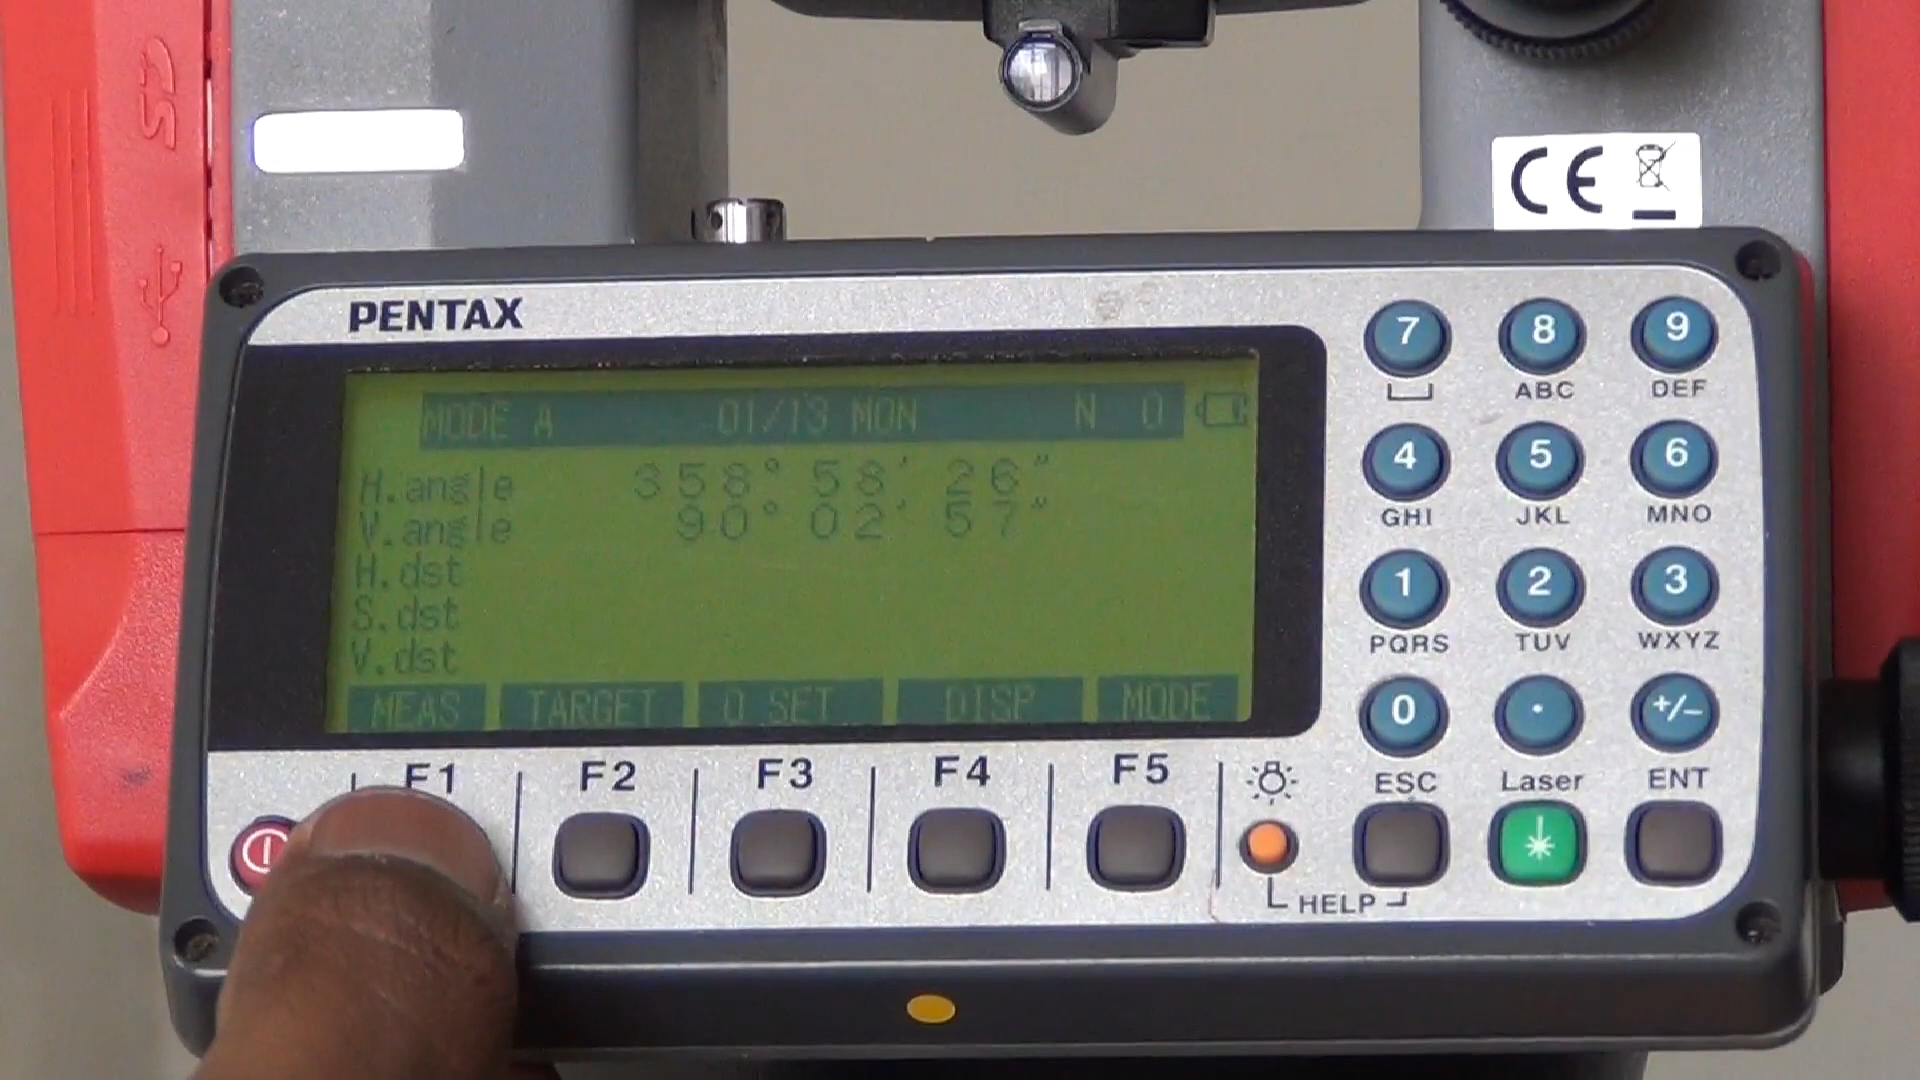 SD
CE
PENTAX
MODE A 01/13 MON N 0
H.angle 358° 58' 26"
V.angle 90° 02' 57"
H.dst
S.dst
V.dst
MEAS TARGET 0 SET DISP MODE
F1 F2 F3 F4 F5
7 8 9
ABC DEF
4 5 6
GHI JKL MNO
1 2 3
PQRS TUV WXYZ
0 . +/-
ESC Laser ENT
HELP